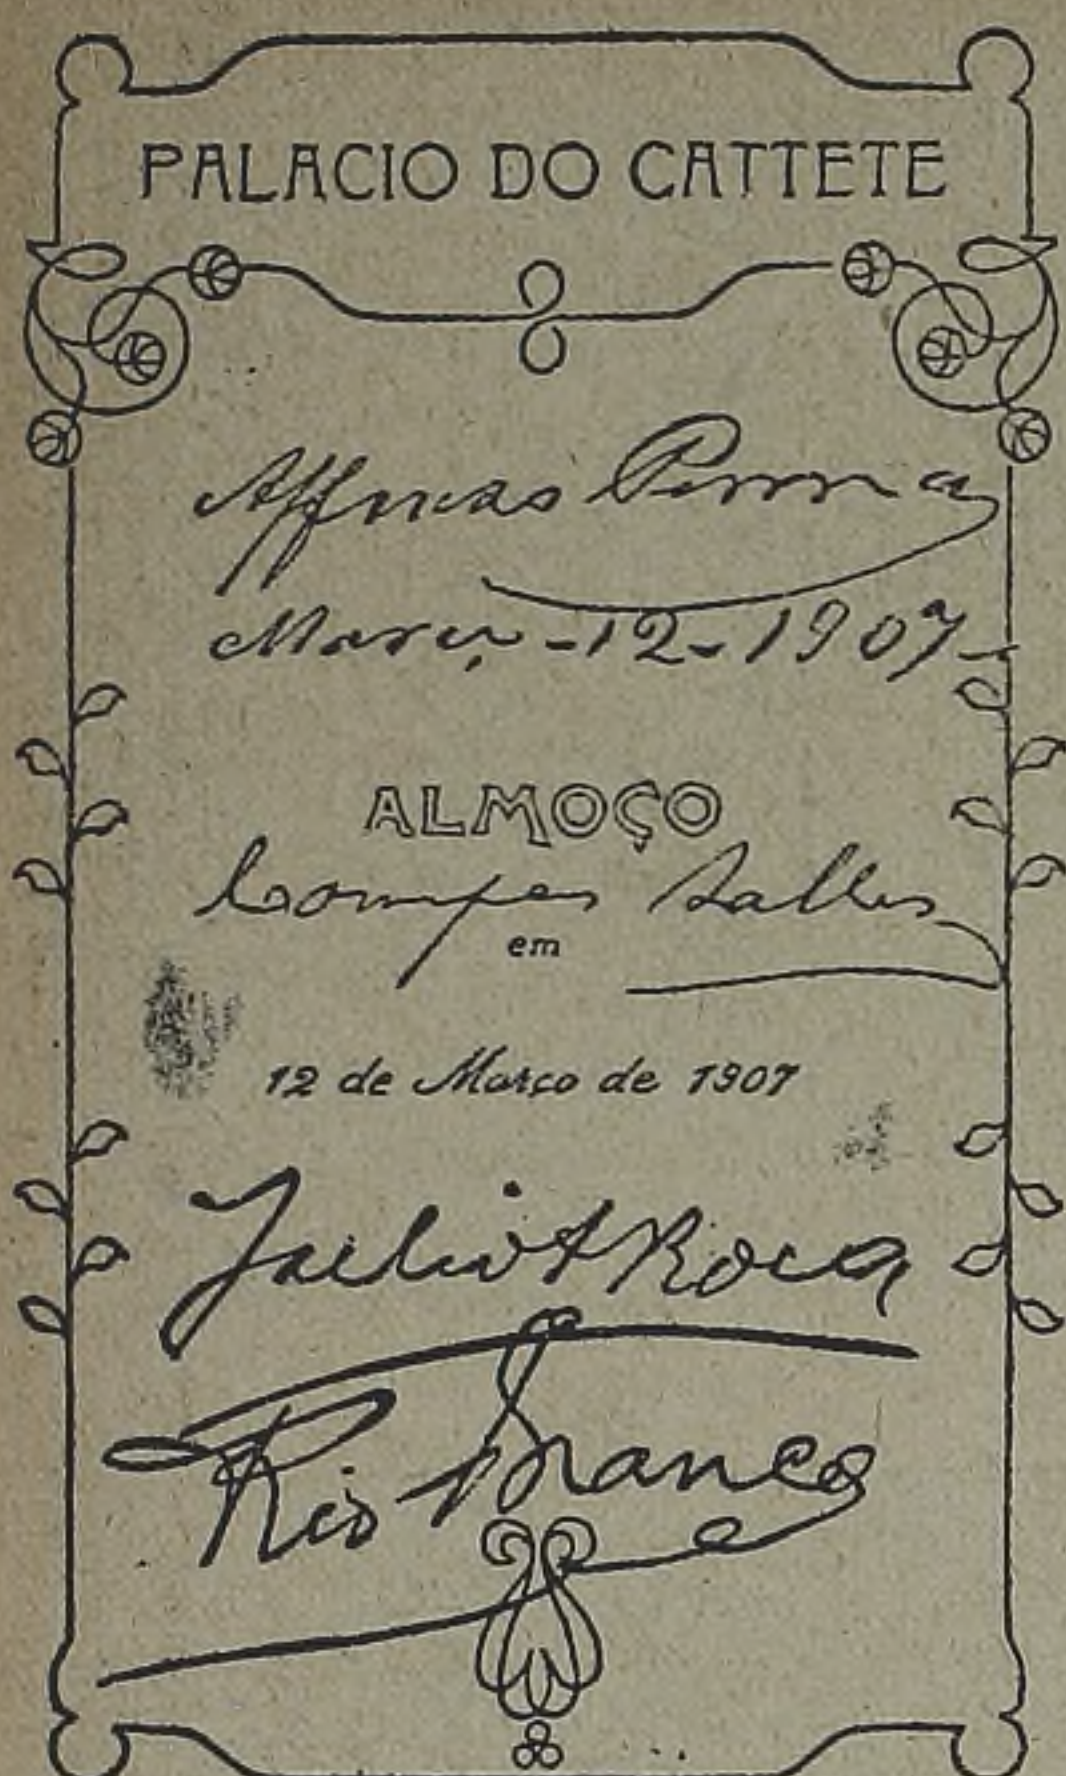 PALACIO DO CATTETE
Affonso Penna
Março - 12 - 1907 -
ALMOÇO
Campos Salles
em
12 de Março de 1907
Julio A Roca
Rio Branco